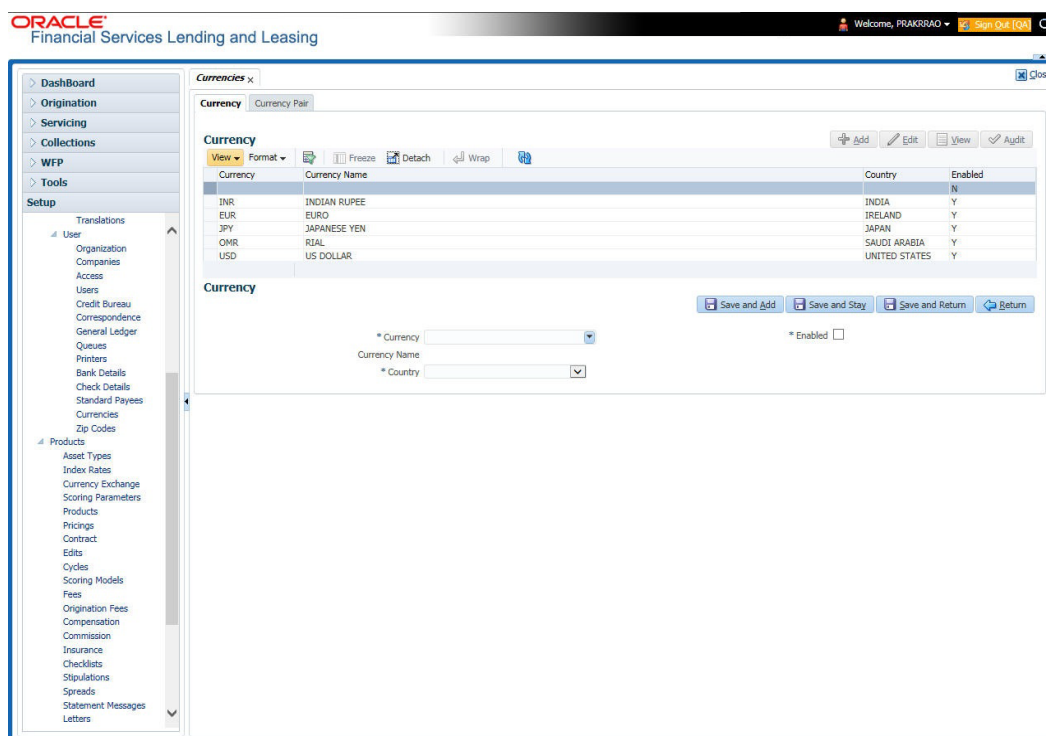 ORACLE
Financial Services Lending and Leasing
Welcome, PRAKRRAO
Sign Out [QA]
DashBoard
Origination
Servicing
Collections
WFP
Tools
Setup
Translations
User
Organization
Companies
Access
Users
Credit Bureau
Correspondence
General Ledger
Queues
Printers
Bank Details
Check Details
Standard Payees
Currencies
Zip Codes
Products
Asset Types
Index Rates
Currency Exchange
Scoring Parameters
Products
Pricings
Contract
Edits
Cycles
Scoring Models
Fees
Origination Fees
Compensation
Commission
Insurance
Checklists
Stipulations
Spreads
Statement Messages
Letters
Currencies x
Clos
Currency Currency Pair
Currency
Add Edit View Audit
View Format Freeze Detach Wrap
Currency Currency Name Country Enabled
N
INR INDIAN RUPEE INDIA Y
EUR EURO IRELAND Y
JPY JAPANESE YEN JAPAN Y
OMR RIAL SAUDI ARABIA Y
USD US DOLLAR UNITED STATES Y
Currency
Save and Add Save and Stay Save and Return Return
* Currency * Enabled
Currency Name
* Country